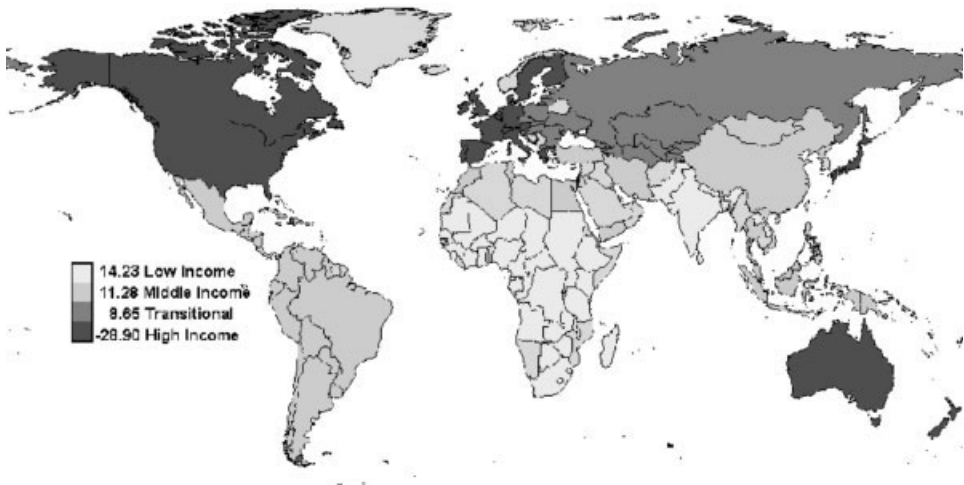 14.23 Low Income
11.28 Middle Income
8.65 Transitional
-28.90 High Income